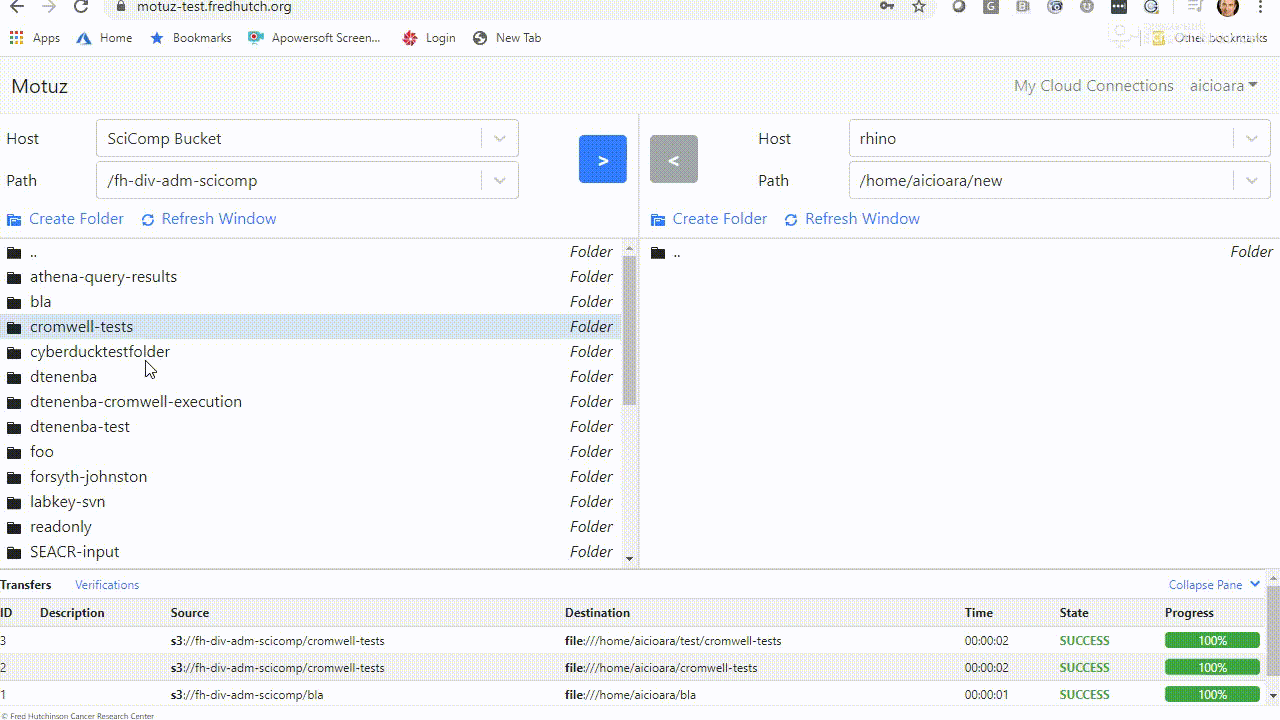 motuz-test.fredhutch.org
Apps Home Bookmarks Apowersoft Screen... Login New Tab Other bookmarks
Motuz My Cloud Connections aicioara
Host SciComp Bucket > < Host rhino
Path /fh-div-adm-scicomp Path /home/aicioara/new
Create Folder Refresh Window Create Folder Refresh Window
.. Folder .. Folder
athena-query-results Folder
bla Folder
cromwell-tests Folder
cyberducktestfolder Folder
dtenenba Folder
dtenenba-cromwell-execution Folder
dtenenba-test Folder
foo Folder
forsyth-johnston Folder
labkey-svn Folder
readonly Folder
SEACR-input Folder
Transfers Verifications Collapse Pane
ID Description Source Destination Time State Progress
3 s3://fh-div-adm-scicomp/cromwell-tests file:///home/aicioara/test/cromwell-tests 00:00:02 SUCCESS 100%
2 s3://fh-div-adm-scicomp/cromwell-tests file:///home/aicioara/cromwell-tests 00:00:02 SUCCESS 100%
1 s3://fh-div-adm-scicomp/bla file:///home/aicioara/bla 00:00:01 SUCCESS 100%
© Fred Hutchinson Cancer Research Center